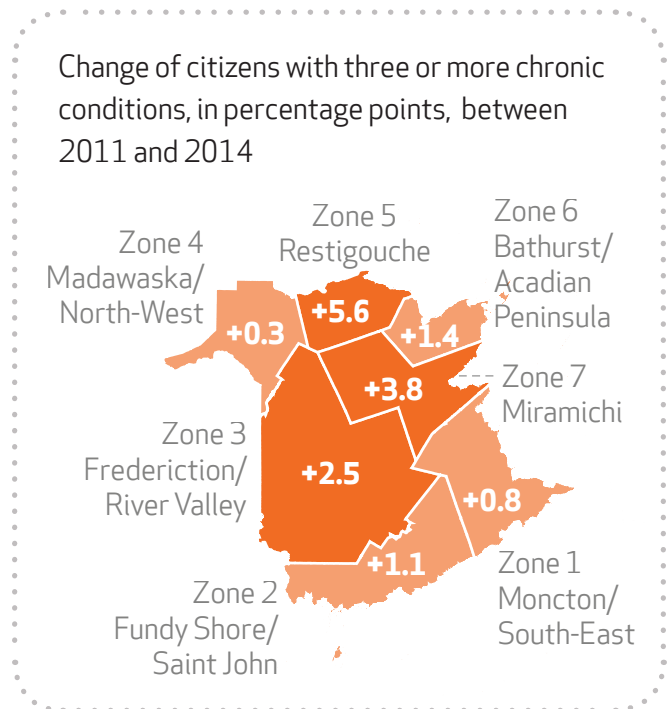 Change of citizens with three or more chronic
conditions, in percentage points, between
2011 and 2014
Zone 5
Restigouche
Zone 6
Bathurst/
Acadian
Peninsula
Zone 4
Madawaska/
North-West
+5.6
+0.3
+1.4
+3.8
Zone 7
Miramichi
Zone 3
Frederiction/
River Valley
+2.5
+0.8
+1.1
Zone 1
Moncton/
South-East
Zone 2
Fundy Shore/
Saint John